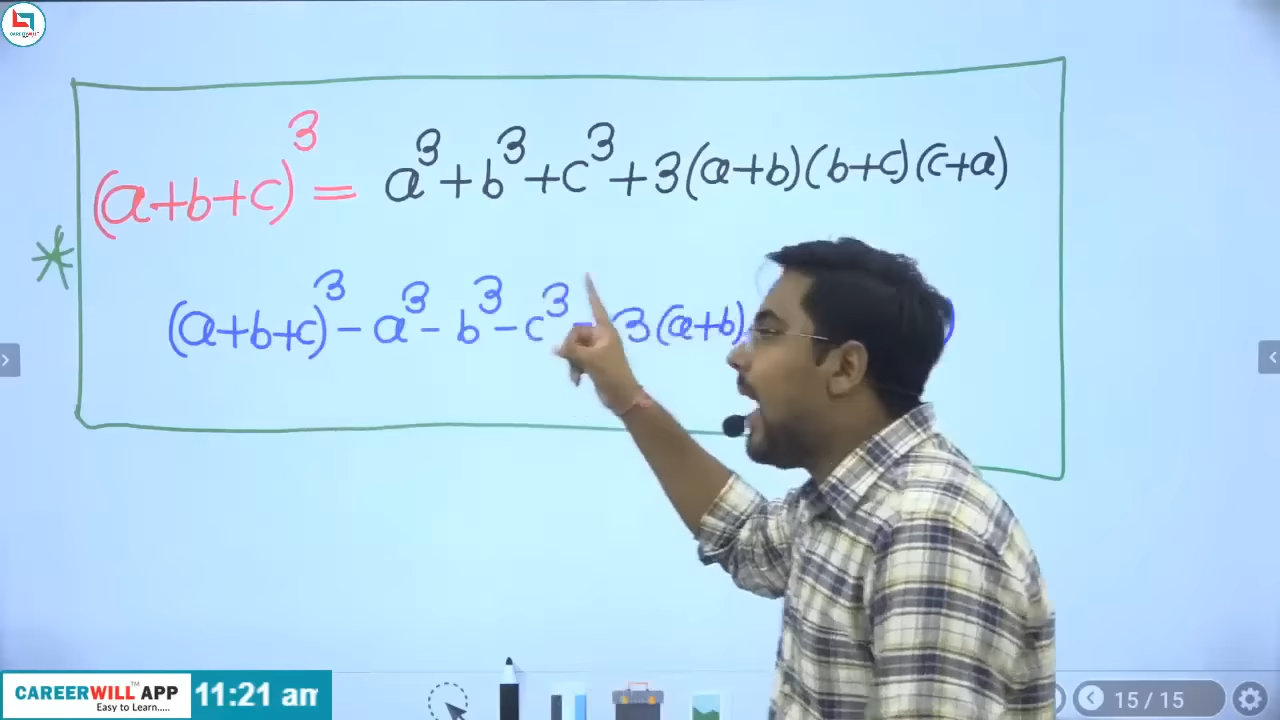 CAREERWILL
(a+b+c)³ = a³+b³+c³+3(a+b)(b+c)(c+a)
*
(a+b+c)³-a³-b³-c³ 3(a+b) )
CAREERWILL™ APP
Easy to Learn.....
11:21 am
15 / 15